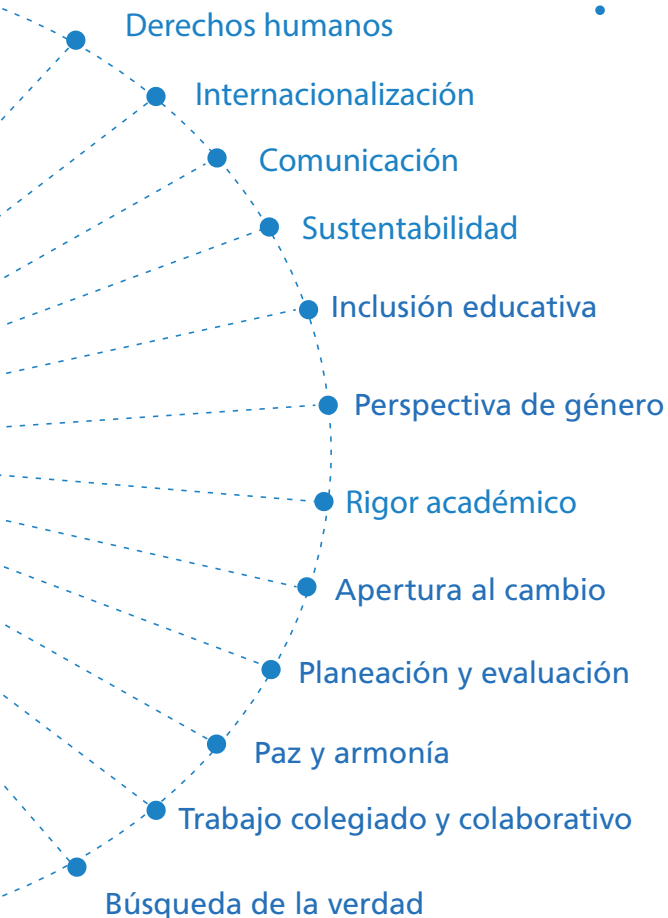 Derechos humanos
Internacionalización
Comunicación
Sustentabilidad
Inclusión educativa
Perspectiva de género
Rigor académico
Apertura al cambio
Planeación y evaluación
Paz y armonía
Trabajo colegiado y colaborativo
Búsqueda de la verdad